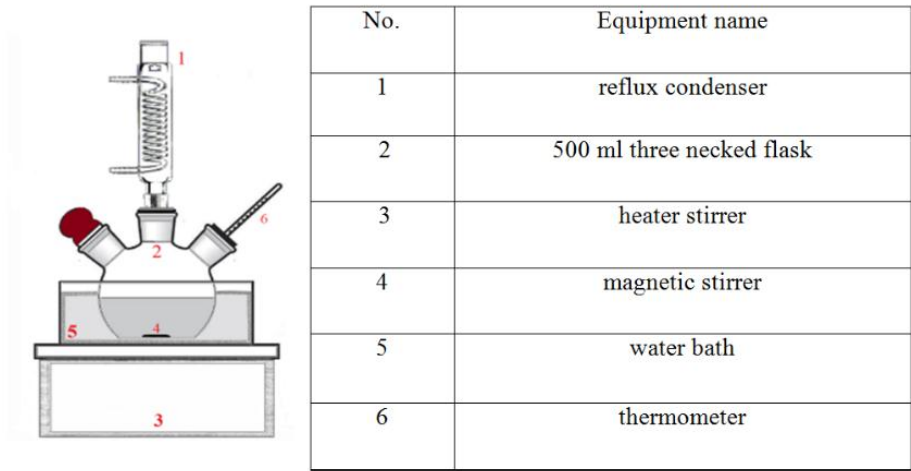 1
6
2
4
5
3
No. Equipment name
1 reflux condenser
2 500 ml three necked flask
3 heater stirrer
4 magnetic stirrer
5 water bath
6 thermometer